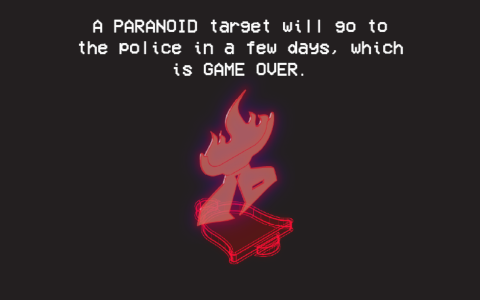 A PARANOID target will go to
the police in a few days, which
is GAME OVER.